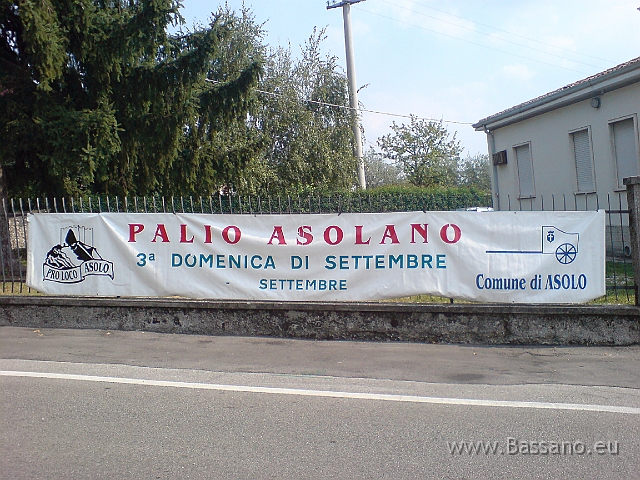 PALIO ASOLANO
3ª DOMENICA DI SETTEMBRE
SETTEMBRE
PRO LOCO ASOLO
Comune di ASOLO
www.Bassano.eu